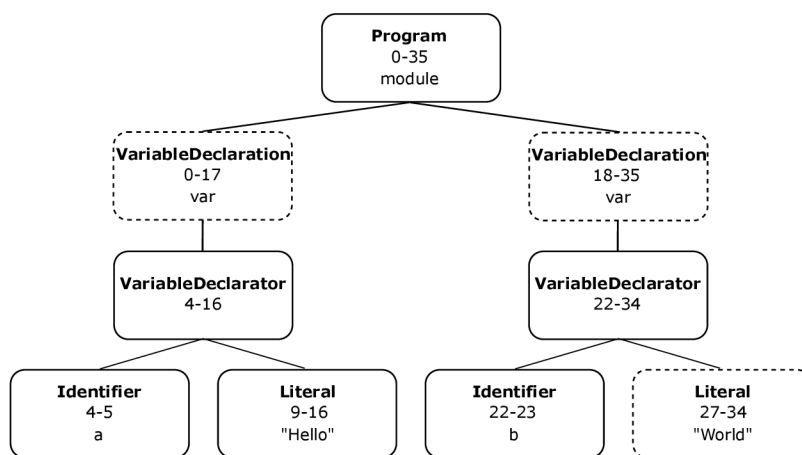 Program
0-35
module
VariableDeclaration
0-17
var
VariableDeclaration
18-35
var
VariableDeclarator
4-16
VariableDeclarator
22-34
Identifier
4-5
a
Literal
9-16
"Hello"
Identifier
22-23
b
Literal
27-34
"World"